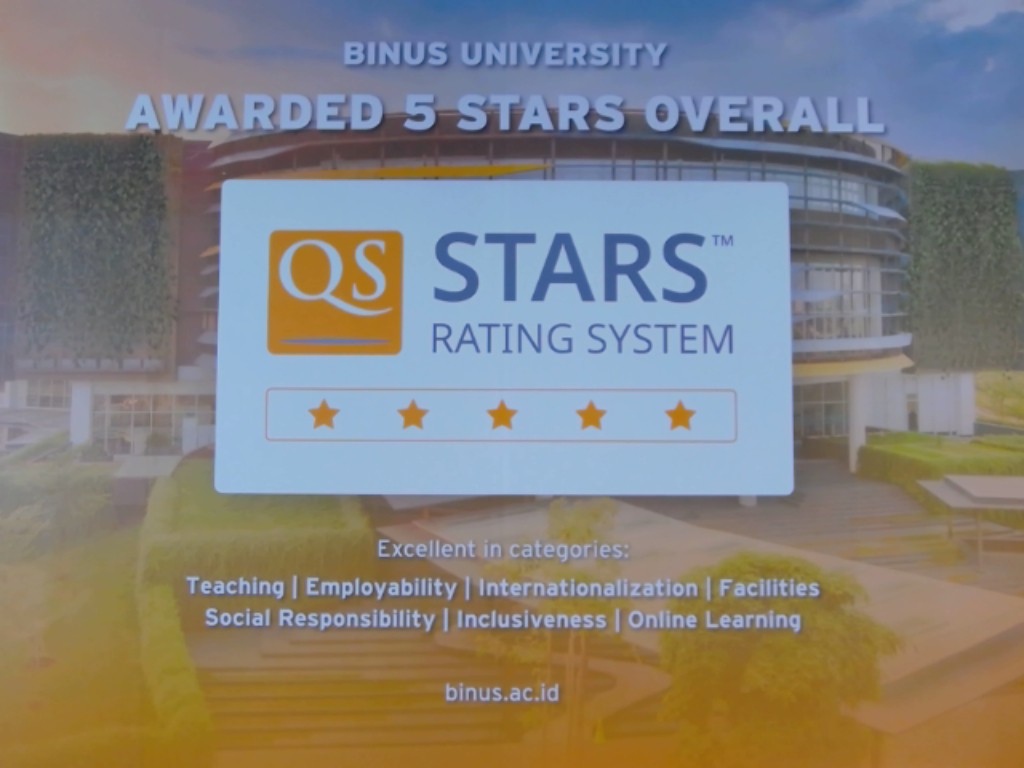 BINUS UNIVERSITY
AWARDED 5 STARS OVERALL
QS
STARS™
RATING SYSTEM
Excellent in categories:
Teaching | Employability | Internationalization | Facilities
Social Responsibility | Inclusiveness | Online Learning
binus.ac.id